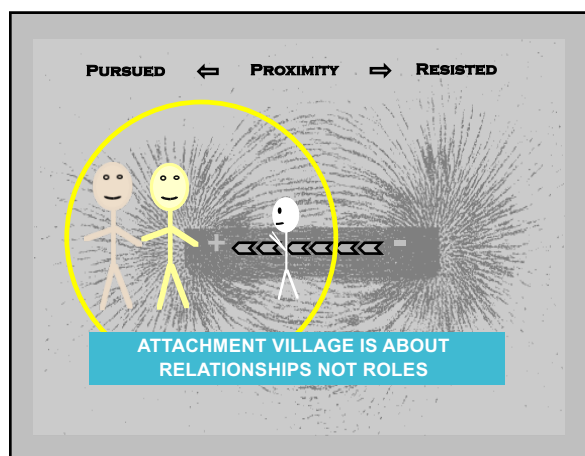 PURSUED ⇦ PROXIMITY ⇨ RESISTED
+ -
ATTACHMENT VILLAGE IS ABOUT
RELATIONSHIPS NOT ROLES